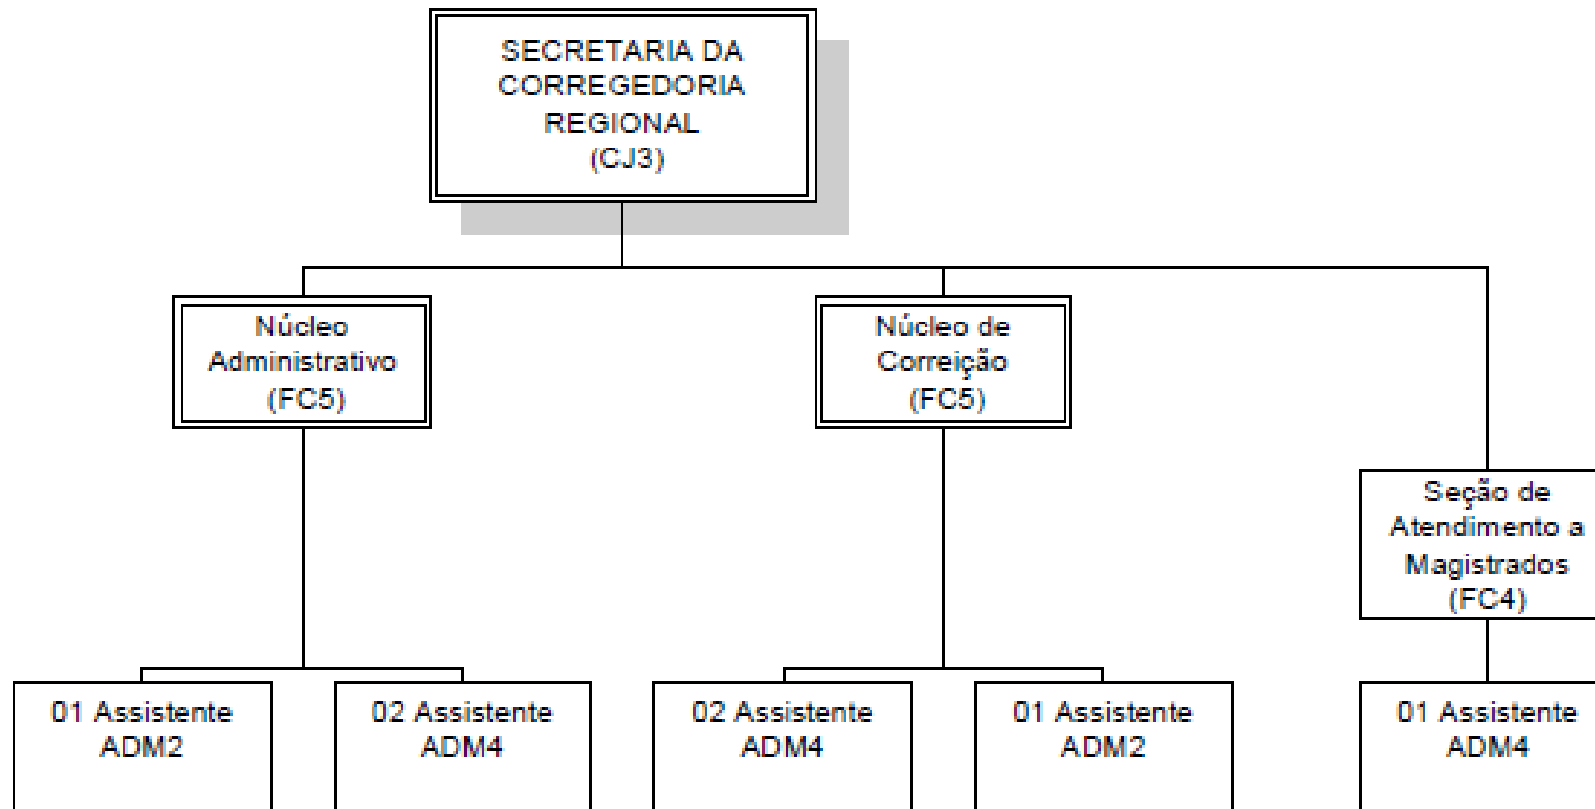 SECRETARIA DA
CORREGEDORIA
REGIONAL
(CJ3)
Núcleo
Administrativo
(FC5)
Núcleo de
Correição
(FC5)
Seção de
Atendimento a
Magistrados
(FC4)
01 Assistente
ADM2
02 Assistente
ADM4
02 Assistente
ADM4
01 Assistente
ADM2
01 Assistente
ADM4